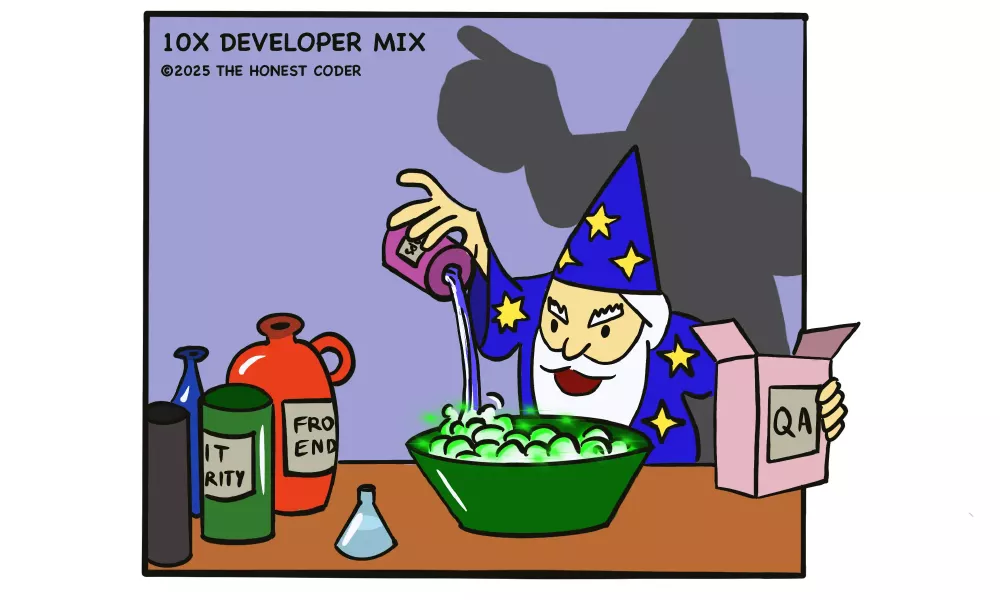 10X DEVELOPER MIX
©2025 THE HONEST CODER
FRO
END
IT
RITY
QA